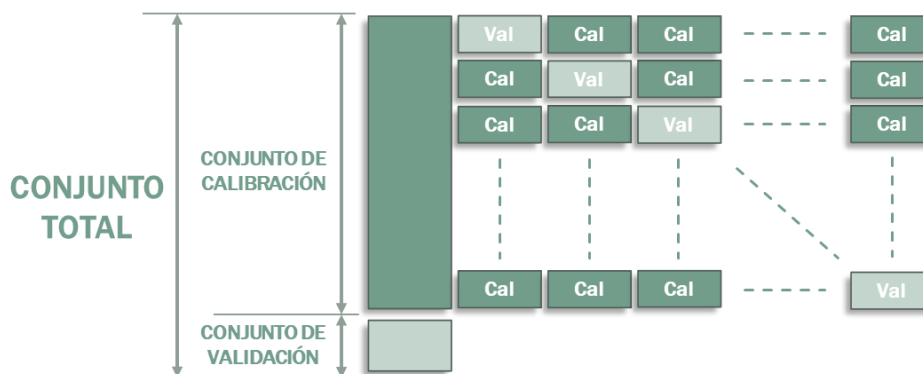 Val Cal Cal Cal
Cal Val Cal Cal
Cal Cal Val Cal
CONJUNTO DE
CALIBRACIÓN
CONJUNTO
TOTAL
Cal Cal Cal Val
CONJUNTO DE
VALIDACIÓN